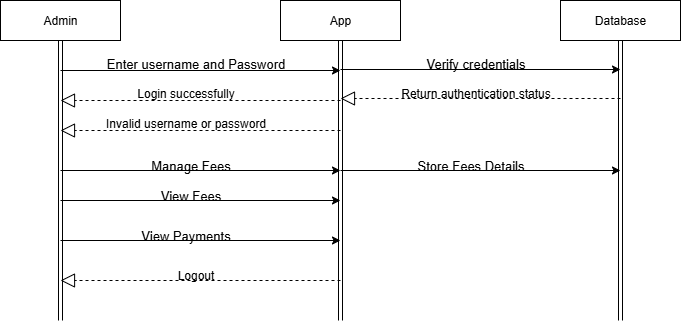 Admin
App
Database
Enter username and Password
Verify credentials
Login successfully
Return authentication status
Invalid username or password
Manage Fees
Store Fees Details
View Fees
View Payments
Logout